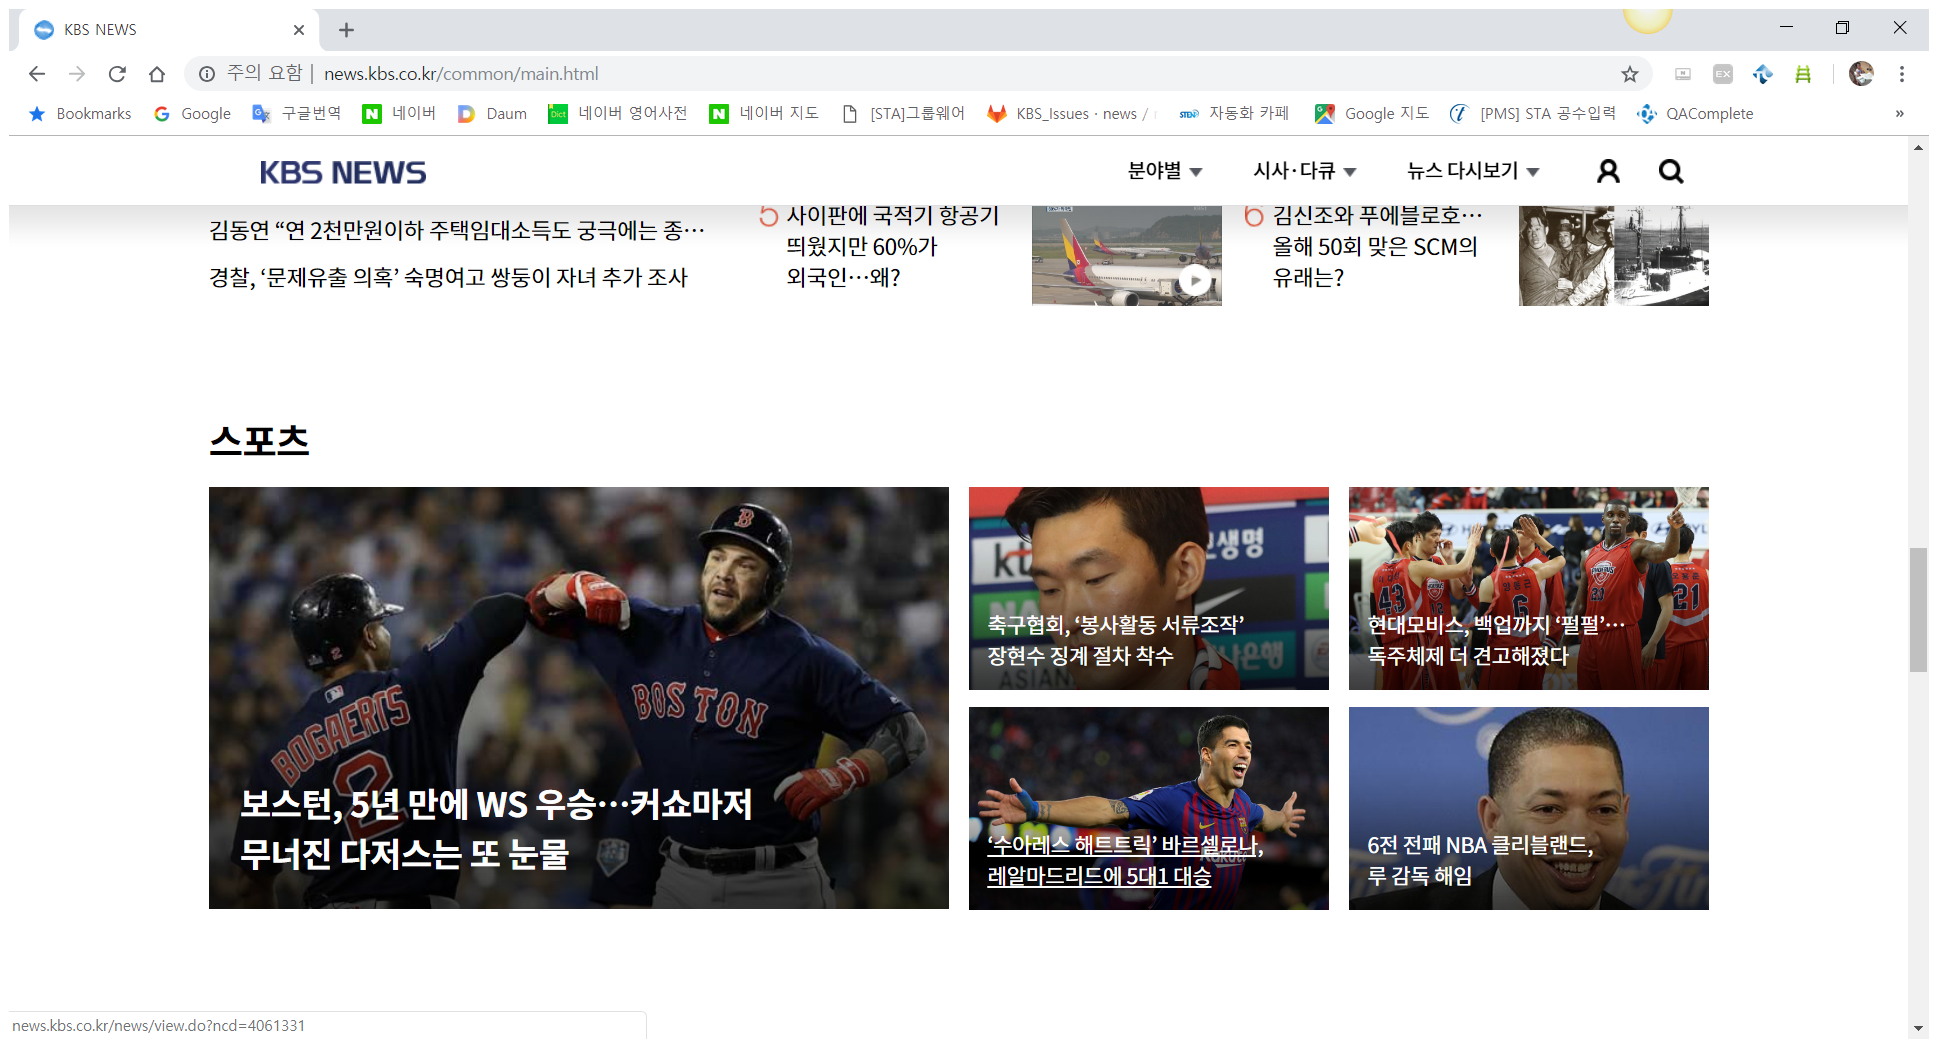 KBS NEWS
주의 요함 | news.kbs.co.kr/common/main.html
EX
Bookmarks Google 구글번역 네이버 Daum 네이버 영어사전 네이버 지도 [STA]그룹웨어 KBS_Issues · news / 자동화 카페 Google 지도 [PMS] STA 공수입력 QAComplete »
KBS NEWS 분야별 시사·다큐 뉴스 다시보기
김동연 “연 2천만원이하 주택임대소득도 궁극에는 종…
경찰, ‘문제유출 의혹’ 숙명여고 쌍둥이 자녀 추가 조사
5 사이판에 국적기 항공기
띄웠지만 60%가
외국인…왜?
6 김신조와 푸에블로호…
올해 50회 맞은 SCM의
유래는?
스포츠
B
BOSTON
BOGAERTS
2
보스턴, 5년 만에 WS 우승…커쇼마저
무너진 다저스는 또 눈물
kt
생명
은행
ASIAN
축구협회, ‘봉사활동 서류조작’
장현수 징계 절차 착수
43
6
21
현대모비스, 백업까지 ‘펄펄’…
독주체제 더 견고해졌다
Rakuten
‘수아레스 해트트릭’ 바르셀로나,
레알마드리드에 5대1 대승
6전 전패 NBA 클리블랜드,
루 감독 해임
news.kbs.co.kr/news/view.do?ncd=4061331